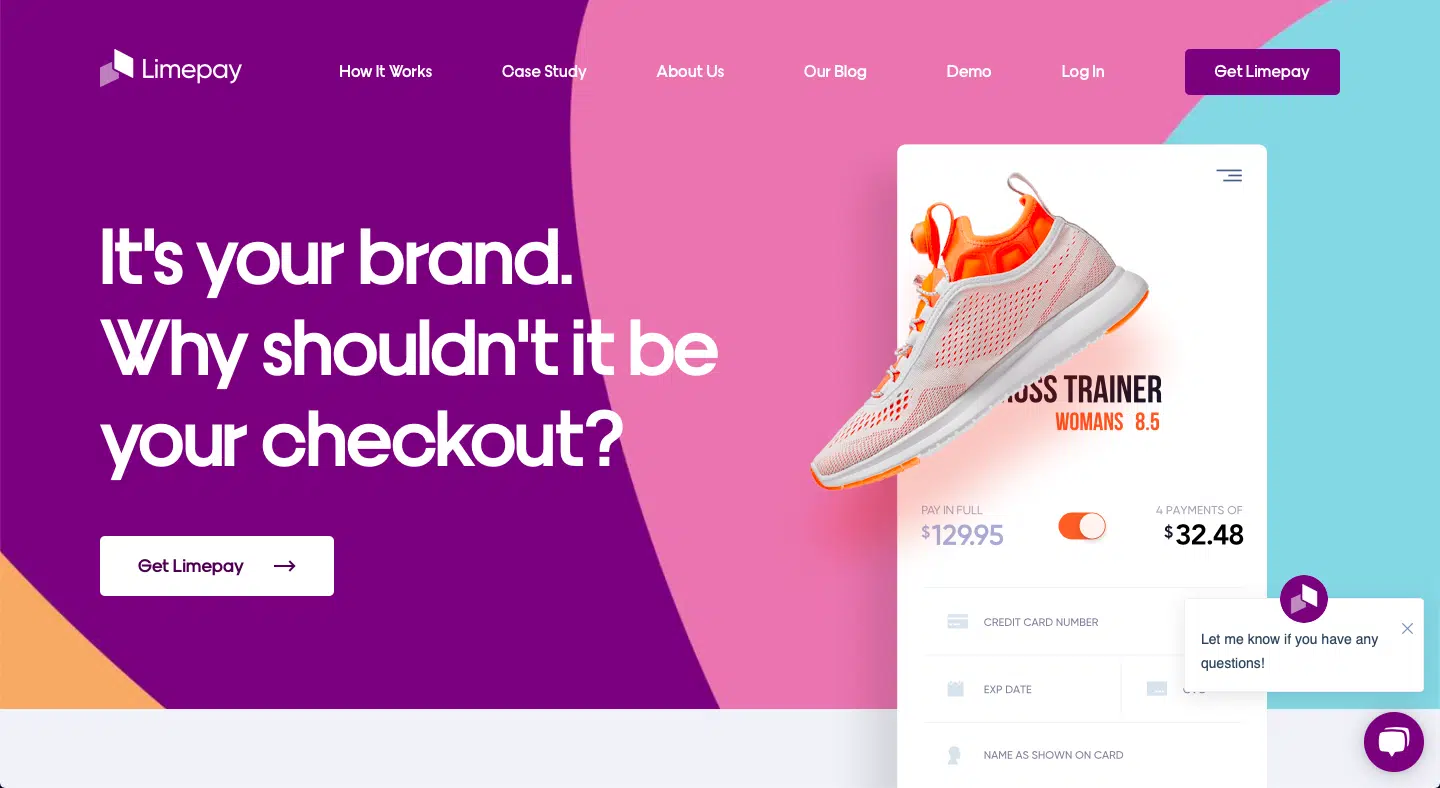 Limepay
How It Works
Case Study
About Us
Our Blog
Demo
Log In
Get Limepay
It's your brand.
Why shouldn't it be
your checkout?
Get Limepay
TRAINER
WOMANS 8.5
PAY IN FULL
$129.95
4 PAYMENTS OF
$32.48
CREDIT CARD NUMBER
EXP DATE
NAME AS SHOWN ON CARD
Let me know if you have any
questions!